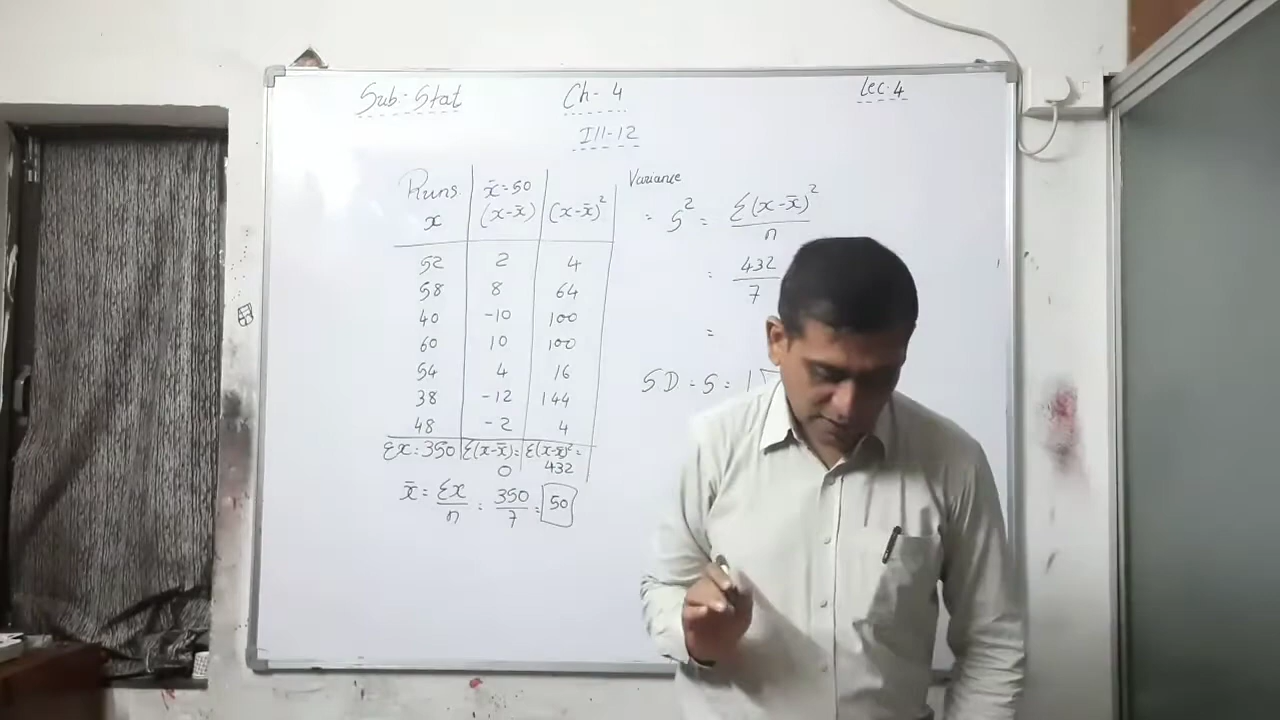 Sub:- Stat Ch- 4 Lec. 4
Ill-12
Runs. x̄ = 50
x (x-x̄) (x-x̄)²
52 2 4
58 8 64
40 -10 100
60 10 100
54 4 16
38 -12 144
48 -2 4
Σx = 350 Σ(x-x̄) = 0 Σ(x-x̄)² = 432
x̄ = Σx/n = 350/7 = 50
Variance
= S² = Σ(x-x̄)²/n
= 432/7
=
SD = S = √